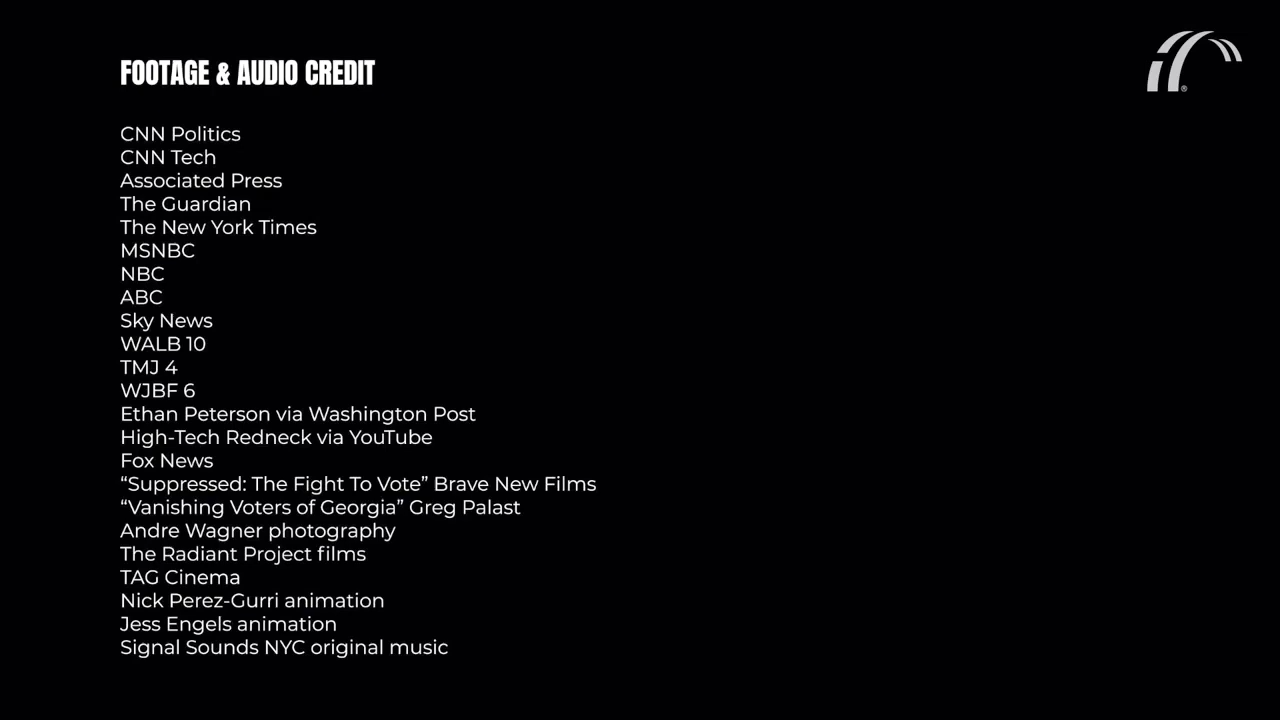 FOOTAGE & AUDIO CREDIT
CNN Politics
CNN Tech
Associated Press
The Guardian
The New York Times
MSNBC
NBC
ABC
Sky News
WALB 10
TMJ 4
WJBF 6
Ethan Peterson via Washington Post
High-Tech Redneck via YouTube
Fox News
“Suppressed: The Fight To Vote” Brave New Films
“Vanishing Voters of Georgia” Greg Palast
Andre Wagner photography
The Radiant Project films
TAG Cinema
Nick Perez-Gurri animation
Jess Engels animation
Signal Sounds NYC original music